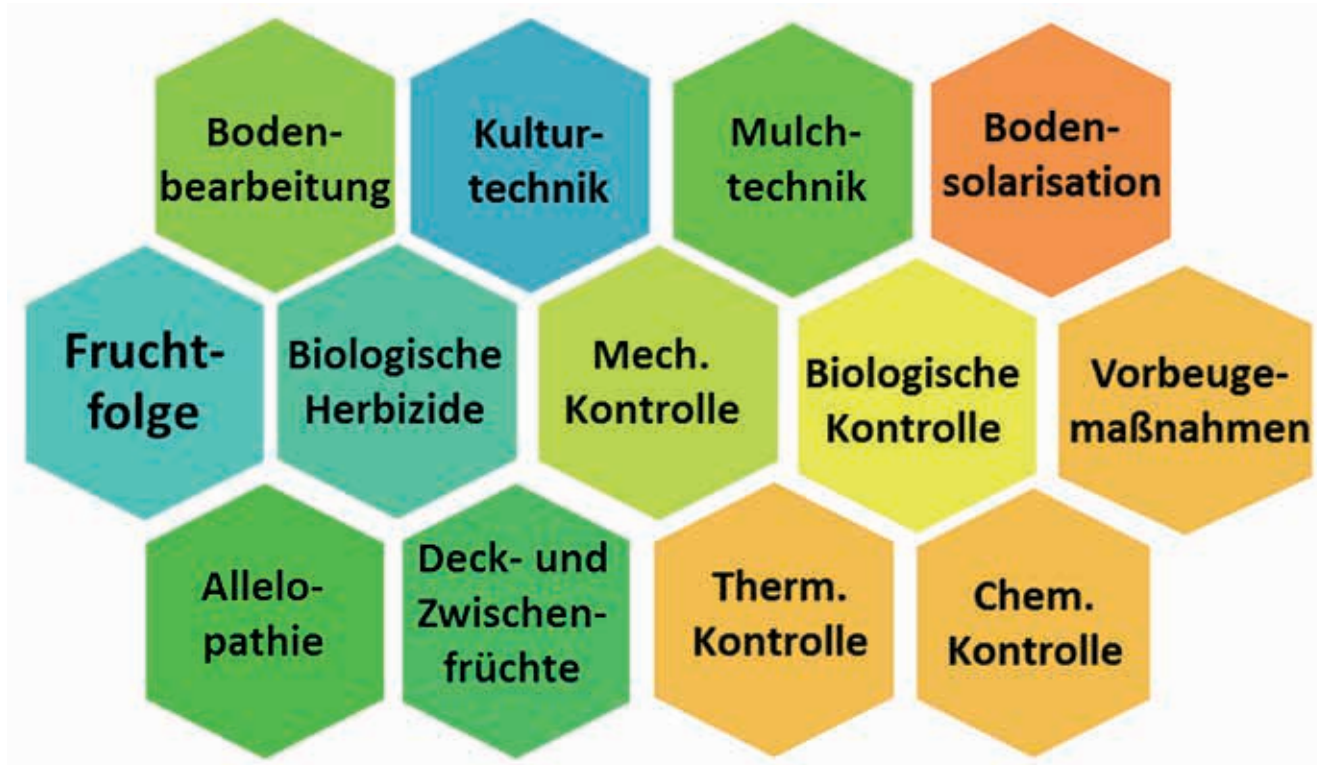 Boden-
bearbeitung
Kultur-
technik
Mulch-
technik
Boden-
solarisation
Frucht-
folge
Biologische
Herbizide
Mech.
Kontrolle
Biologische
Kontrolle
Vorbeuge-
maßnahmen
Allelo-
pathie
Deck- und
Zwischen-
früchte
Therm.
Kontrolle
Chem.
Kontrolle